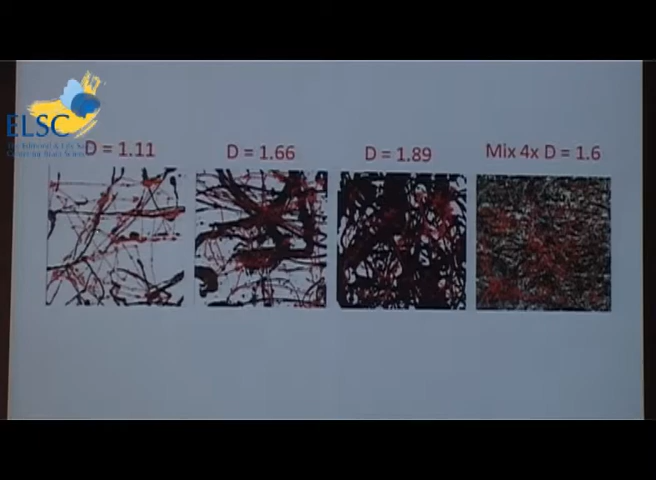 ELSC
D = 1.11
D = 1.66
D = 1.89
Mix 4x D = 1.6